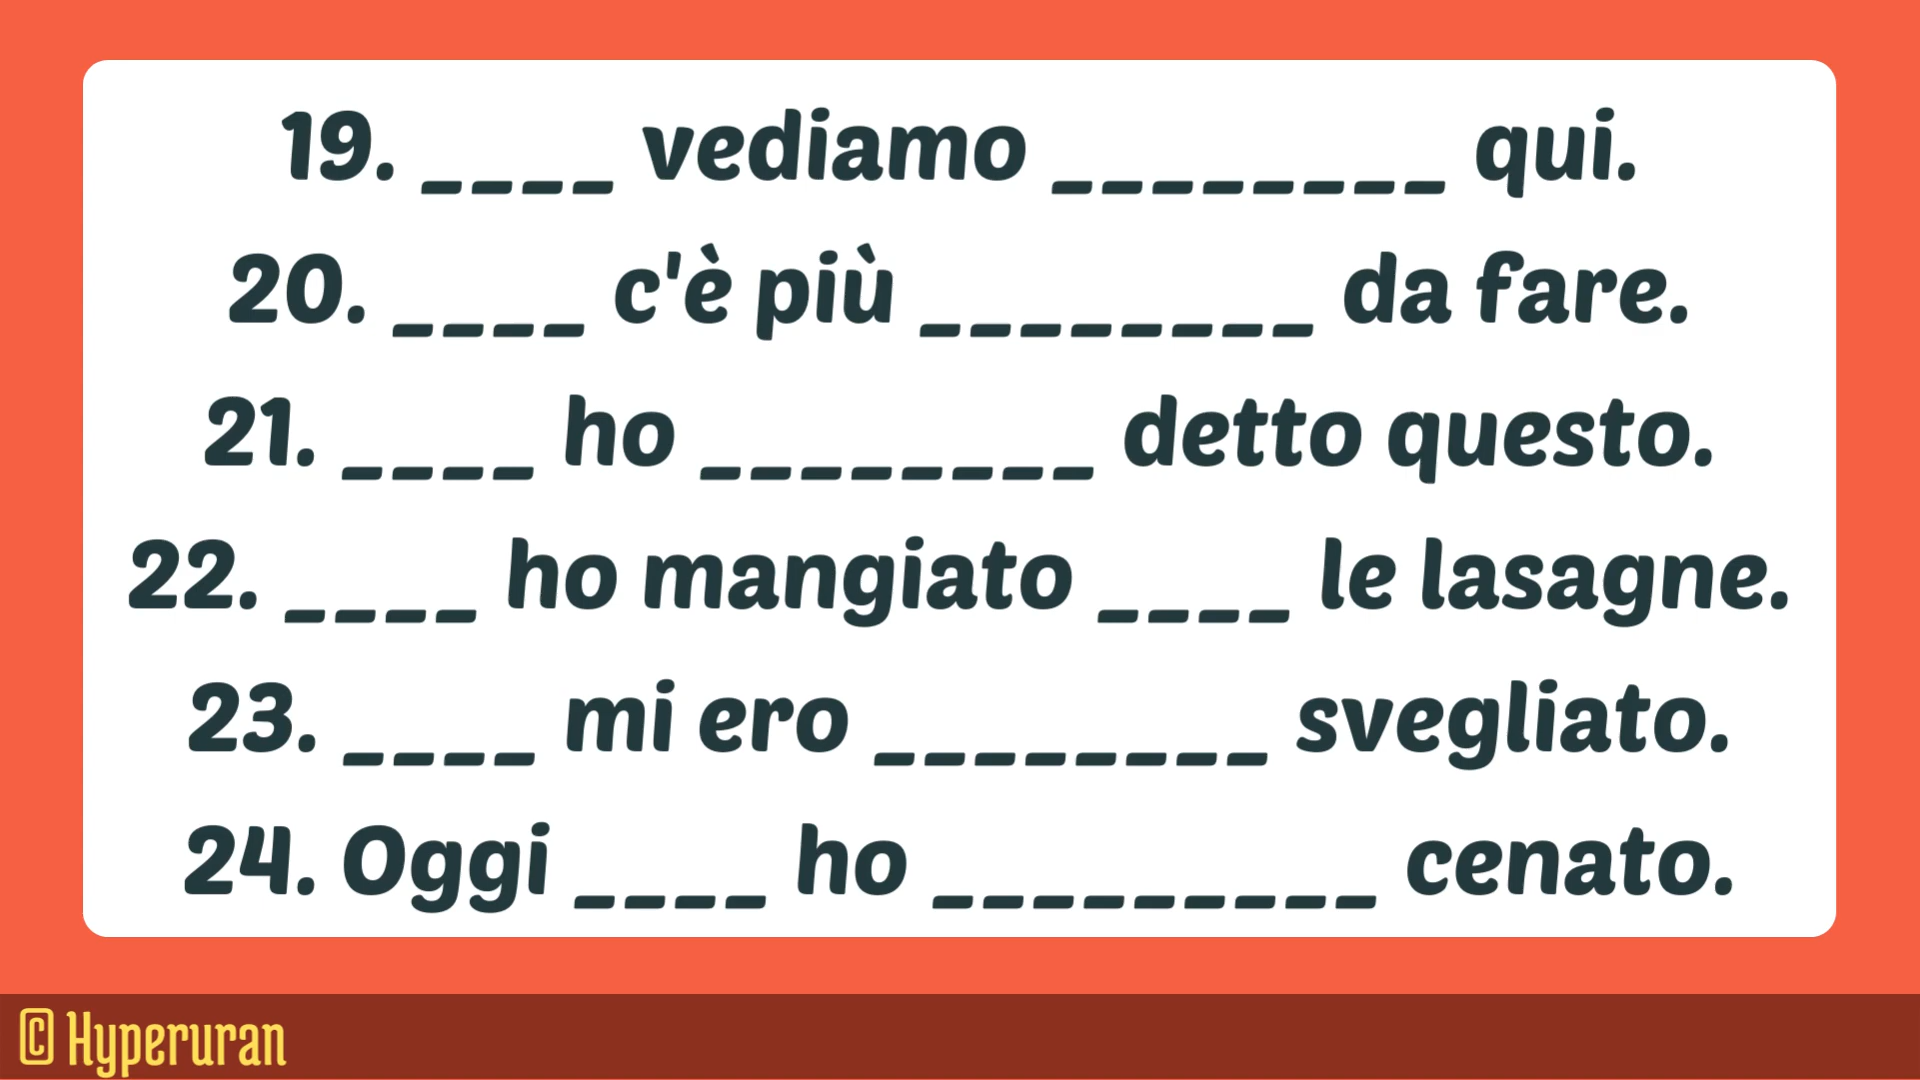 19. ____ vediamo ________ qui.
20. ____ c'è più ________ da fare.
21. ____ ho ________ detto questo.
22. ____ ho mangiato ____ le lasagne.
23. ____ mi ero ________ svegliato.
24. Oggi ____ ho _________ cenato.
© Hyperuran